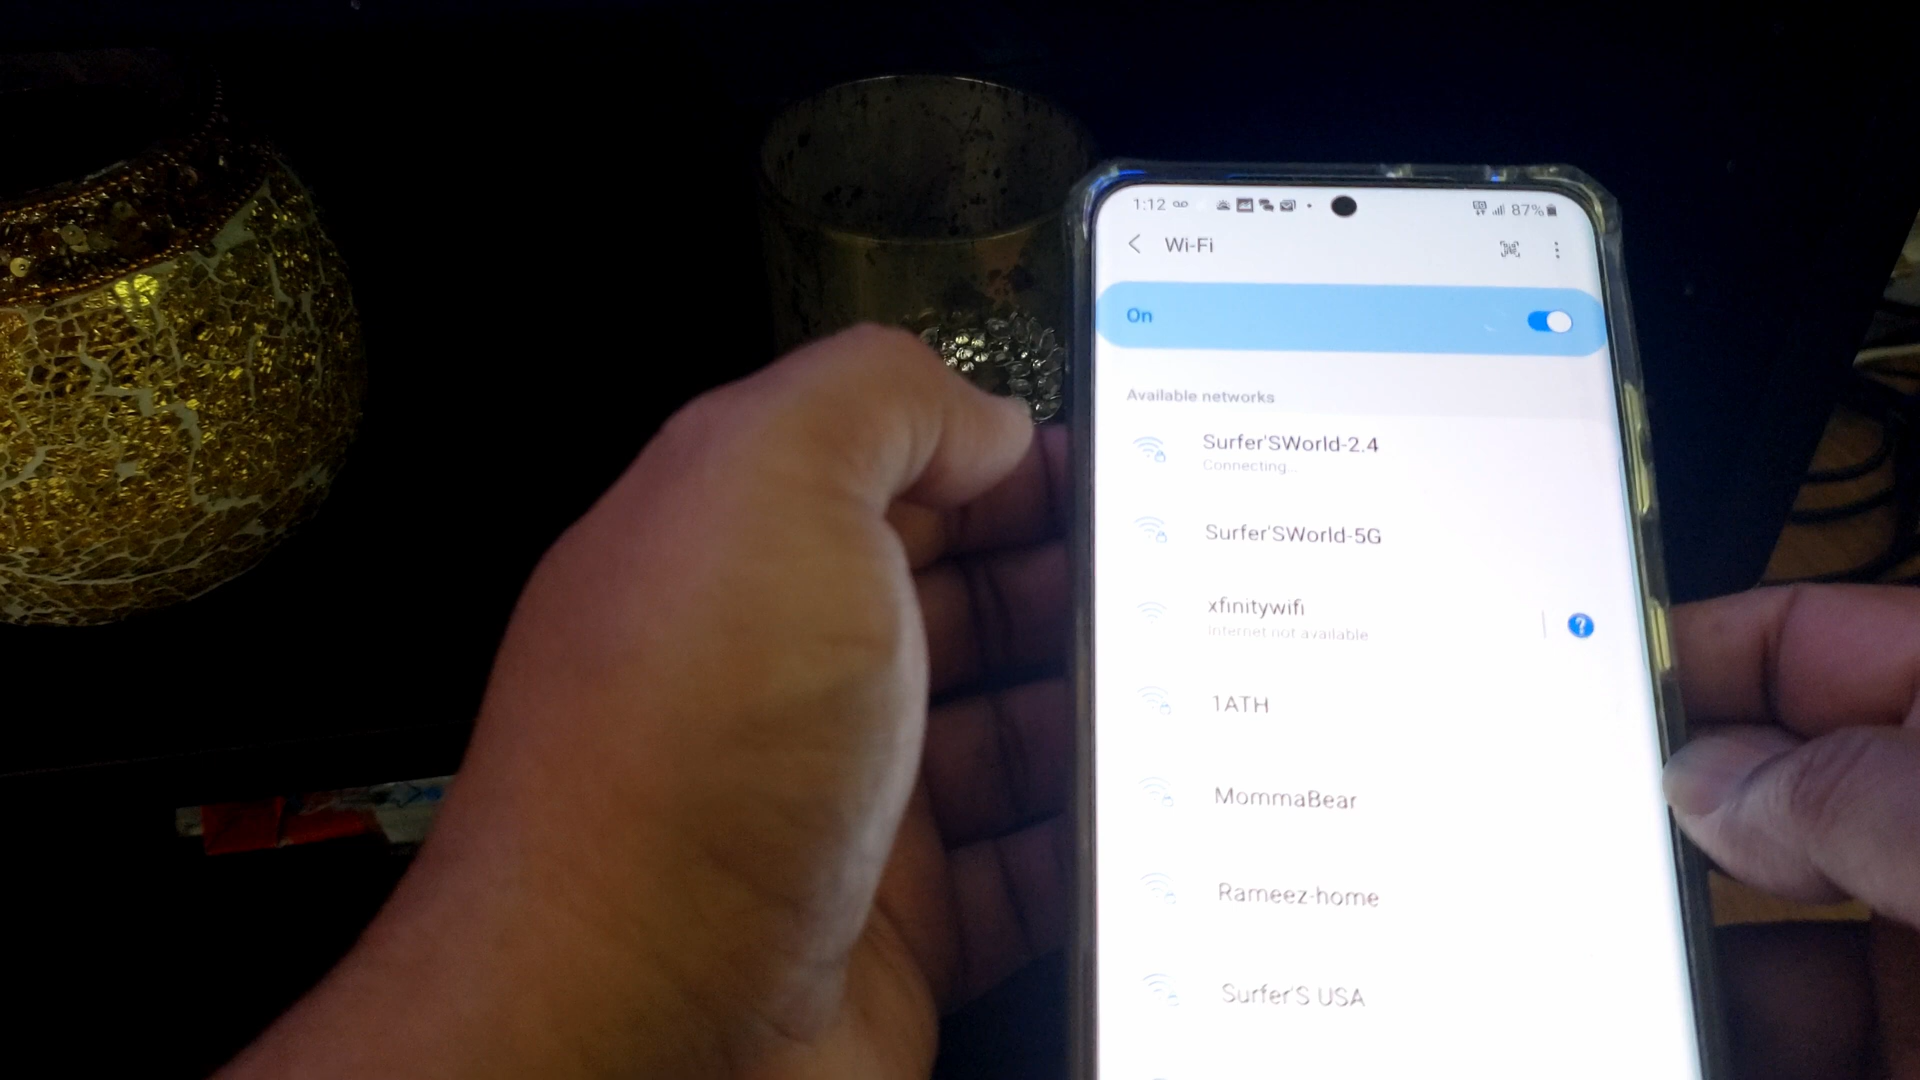 1:12
87%
Wi-Fi
On
Available networks
Surfer'SWorld-2.4
Connecting...
Surfer'SWorld-5G
xfinitywifi
Internet not available
?
1ATH
MommaBear
Rameez-home
Surfer'S USA